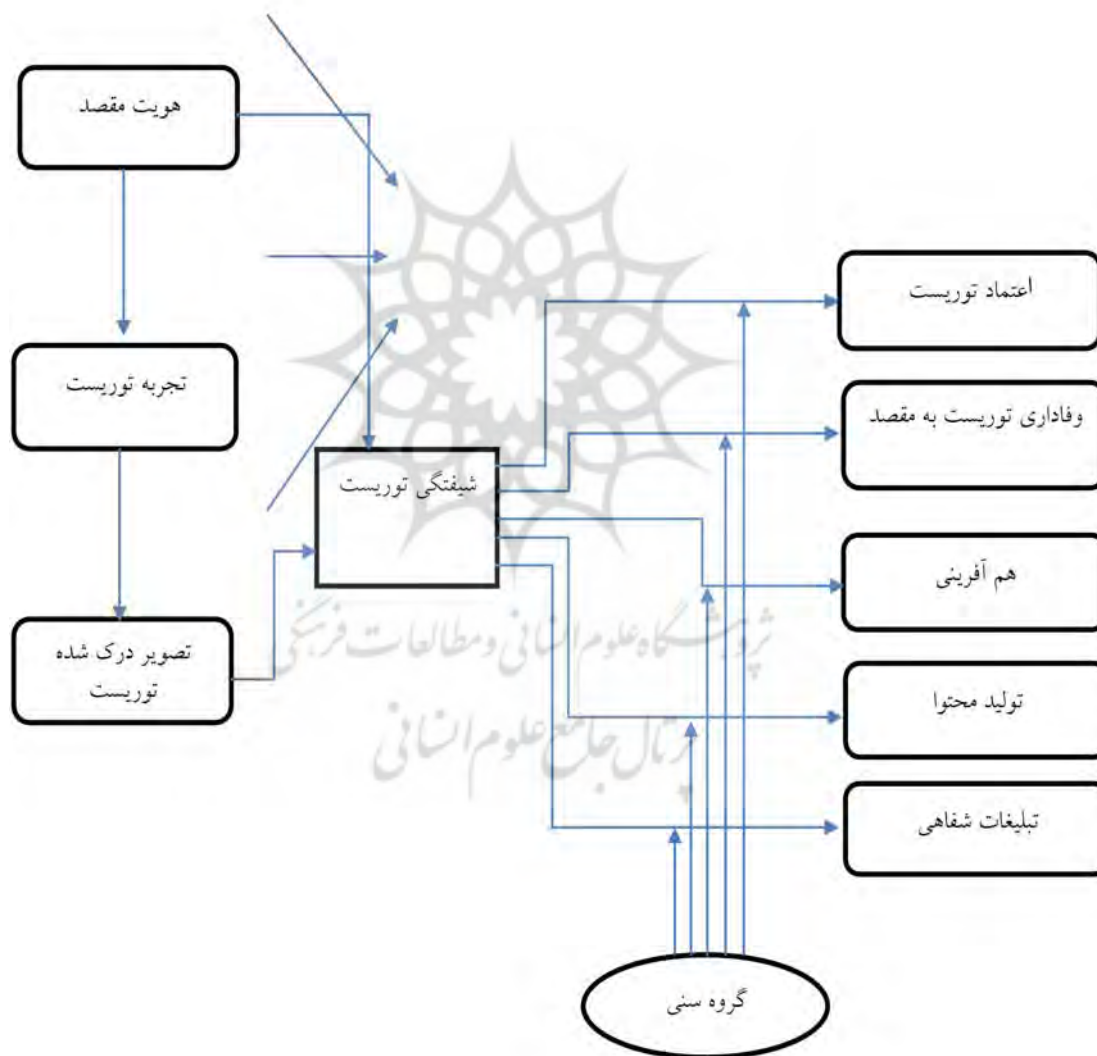 هویت مقصد
اعتماد توریست
تجربه توریست
وفاداری توریست به مقصد
شیفتگی توریست
هم آفرینی
پژوهشگاه علوم انسانی و مطالعات فرهنگی
تصویر درک شده
توریست
تولید محتوا
پرتال جامع علوم انسانی
تبلیغات شفاهی
گروه سنی